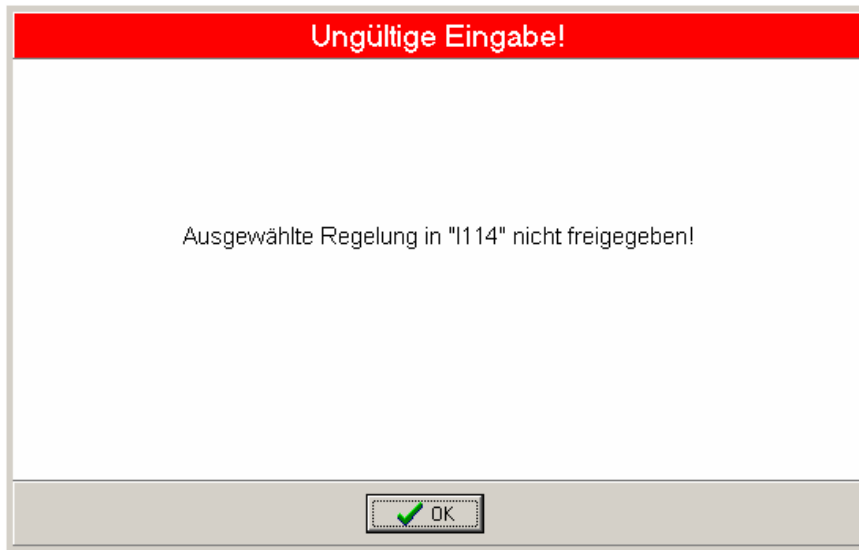 Ungültige Eingabe!
Ausgewählte Regelung in "I114" nicht freigegeben!
OK